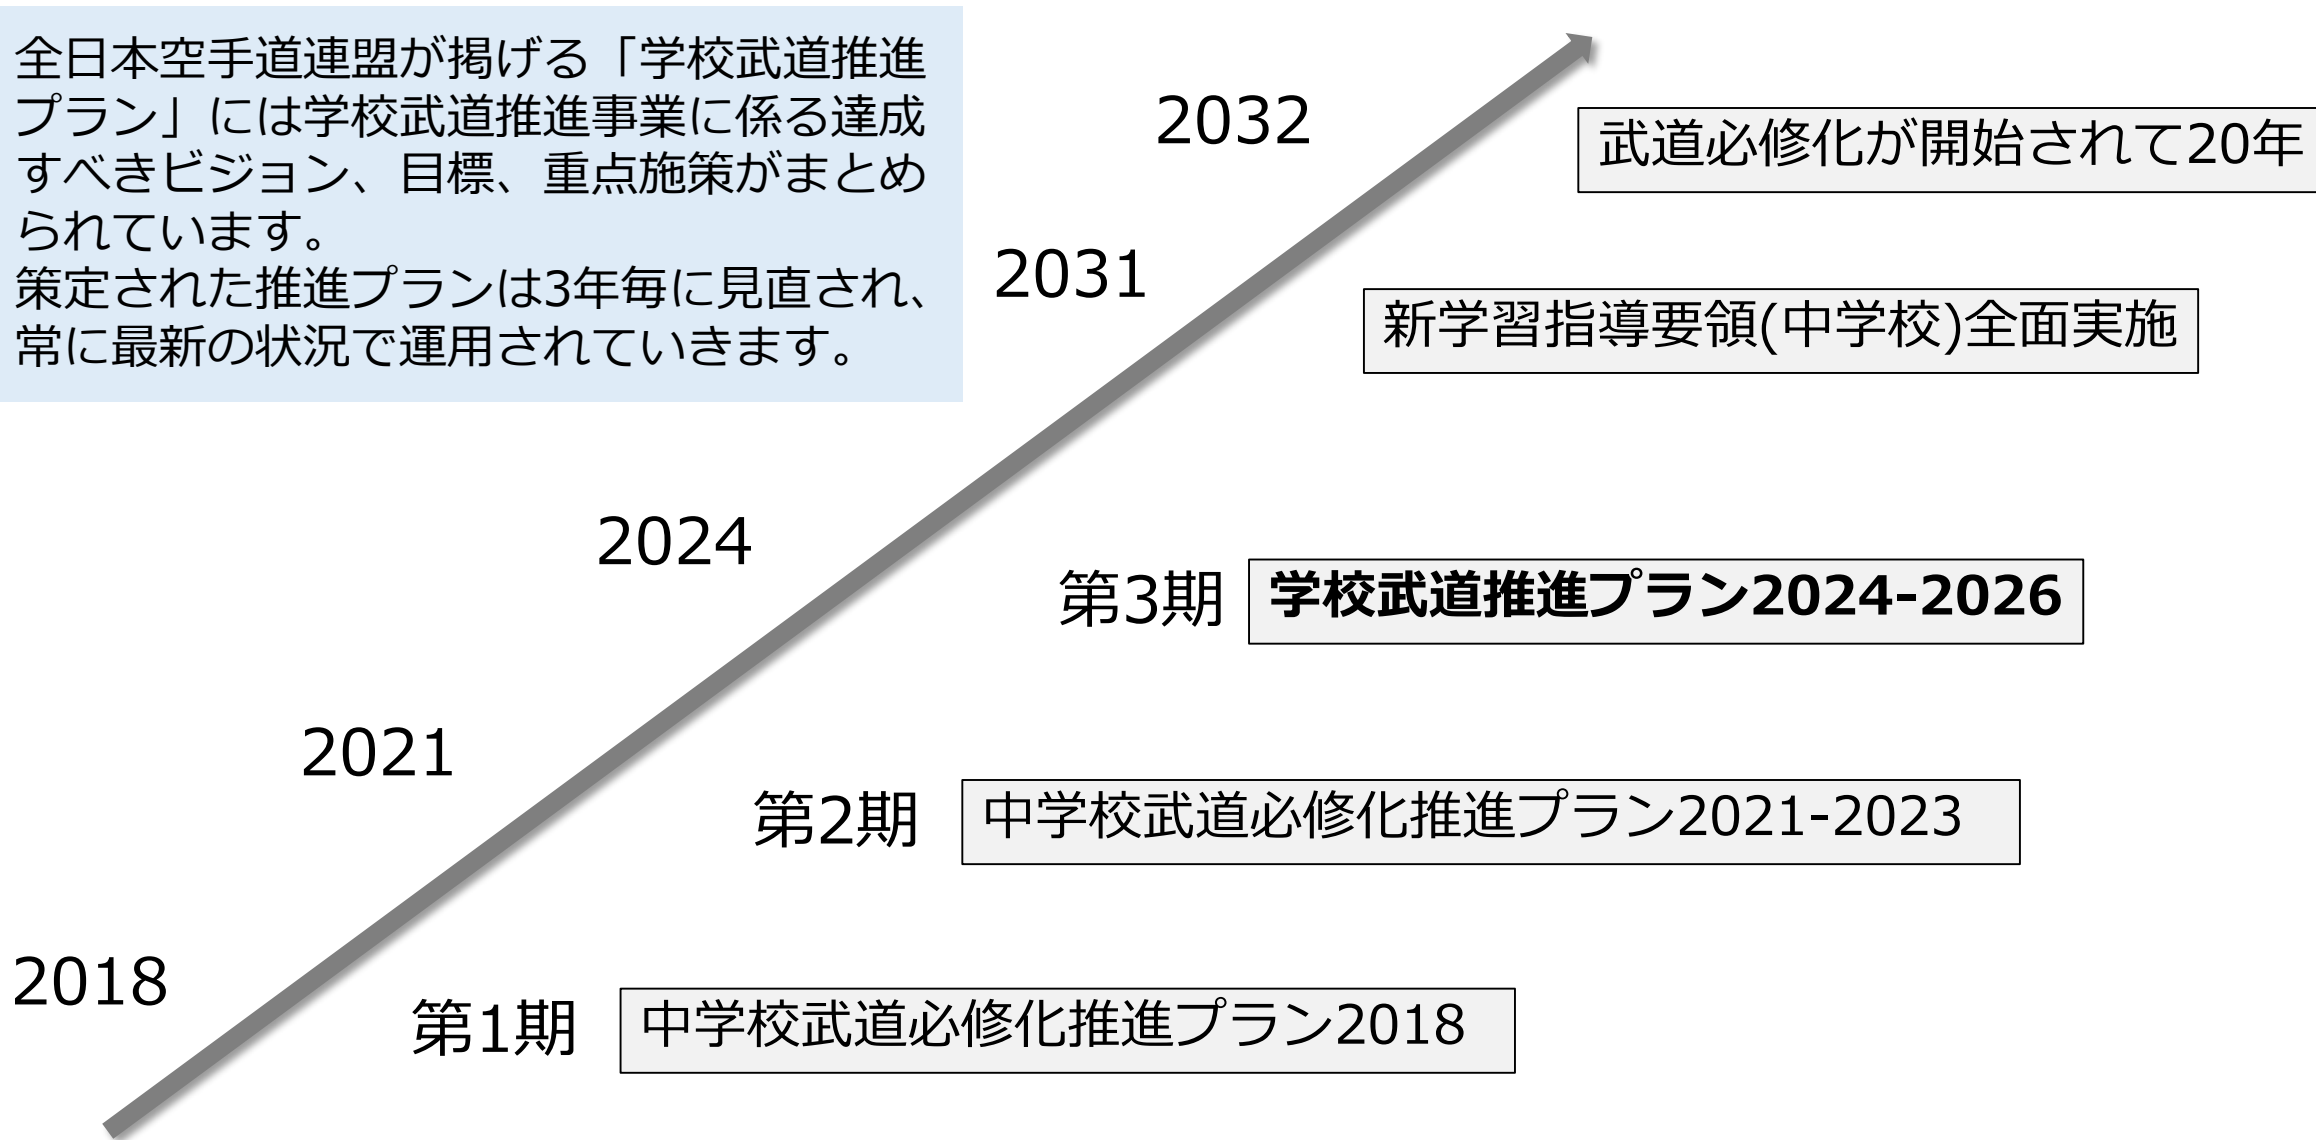 全日本空手道連盟が掲げる「学校武道推進
プラン」には学校武道推進事業に係る達成
すべきビジョン、目標、重点施策がまとめ
られています。
策定された推進プランは3年毎に見直され、
常に最新の状況で運用されていきます。
2032
武道必修化が開始されて20年
2031
新学習指導要領(中学校)全面実施
2024
第3期 学校武道推進プラン2024-2026
2021
第2期 中学校武道必修化推進プラン2021-2023
2018
第1期 中学校武道必修化推進プラン2018